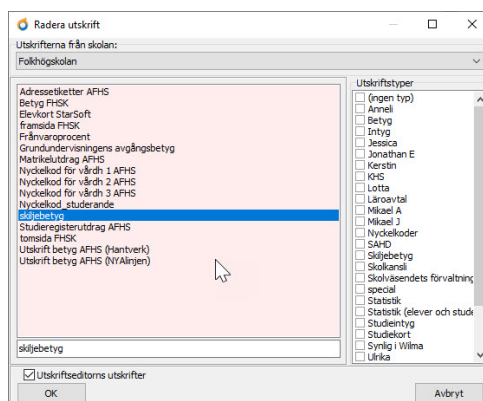 Radera utskrift
Utskrifterna från skolan:
Folkhögskolan
Adressetiketter AFHS
Betyg FHSK
Elevkort StarSoft
framsida FHSK
Frånvaroprocent
Grundundervisningens avgångsbetyg
Matrikelutdrag AFHS
Nyckelkod för vårdh 1 AFHS
Nyckelkod för vårdh 2 AFHS
Nyckelkod för vårdh 3 AFHS
Nyckelkod_studerande
skiljebetyg
Studieregisterutdrag AFHS
tomsida FHSK
Utskrift betyg AFHS (Hantverk)
Utskrift betyg AFHS (NYAlinjen)
skiljebetyg
Utskriftstyper
(ingen typ)
Anneli
Betyg
Intyg
Jessica
Jonathan E
Kerstin
KHS
Lotta
Läroavtal
Mikael A
Mikael J
Nyckelkoder
SAHD
Skiljebetyg
Skolkansli
Skolväsendets förvaltning
special
Statistik
Statistik (elever och stude
Studieintyg
Studiekort
Synlig i Wilma
Ulrika
Utskriftseditorns utskrifter
OK
Avbryt